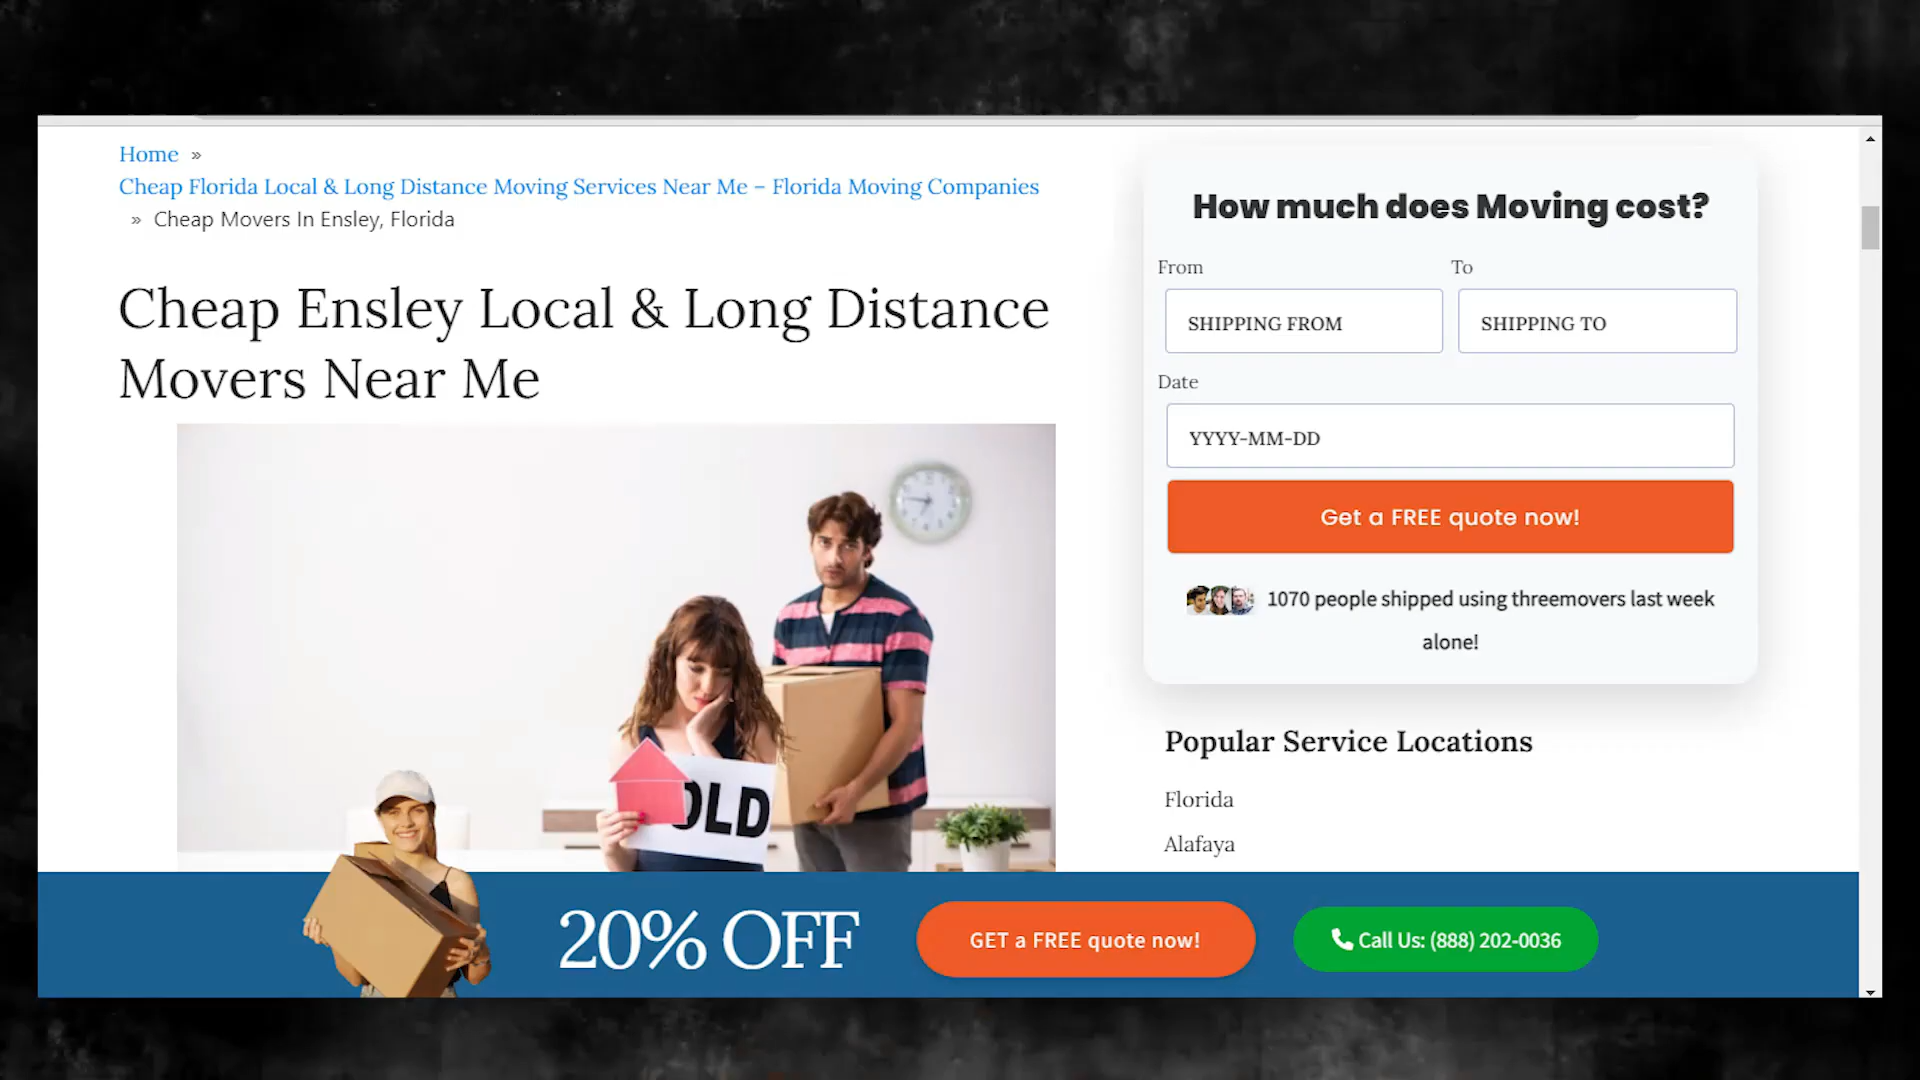 Home »
Cheap Florida Local & Long Distance Moving Services Near Me – Florida Moving Companies
» Cheap Movers In Ensley, Florida
Cheap Ensley Local & Long Distance
Movers Near Me
OLD
How much does Moving cost?
From
To
SHIPPING FROM
SHIPPING TO
Date
YYYY-MM-DD
Get a FREE quote now!
1070 people shipped using threemovers last week
alone!
Popular Service Locations
Florida
Alafaya
20% OFF
GET a FREE quote now!
Call Us: (888) 202-0036